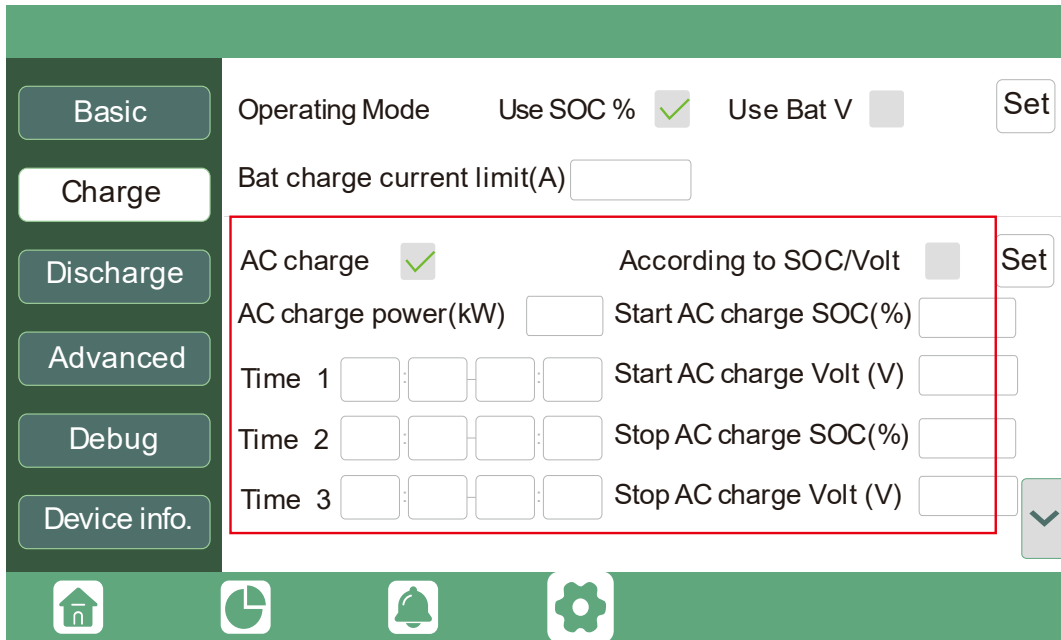 Basic
Charge
Discharge
Advanced
Debug
Device info.
Operating Mode Use SOC % Use Bat V Set
Bat charge current limit(A)
AC charge According to SOC/Volt Set
AC charge power(kW) Start AC charge SOC(%)
Time 1 : - : Start AC charge Volt (V)
Time 2 : - : Stop AC charge SOC(%)
Time 3 : - : Stop AC charge Volt (V)